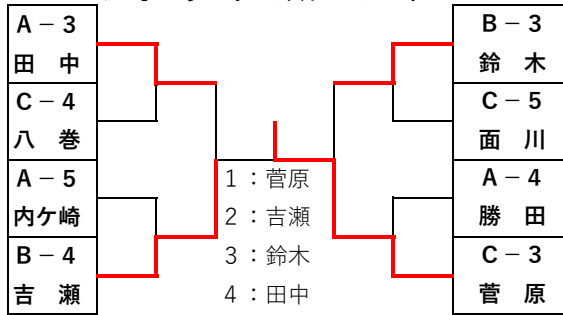 A－3
田　中
C－4
八　巻
A－5
内ケ崎
B－4
吉　瀬
1：菅原
2：吉瀬
3：鈴木
4：田中
B－3
鈴　木
C－5
面　川
A－4
勝　田
C－3
菅　原